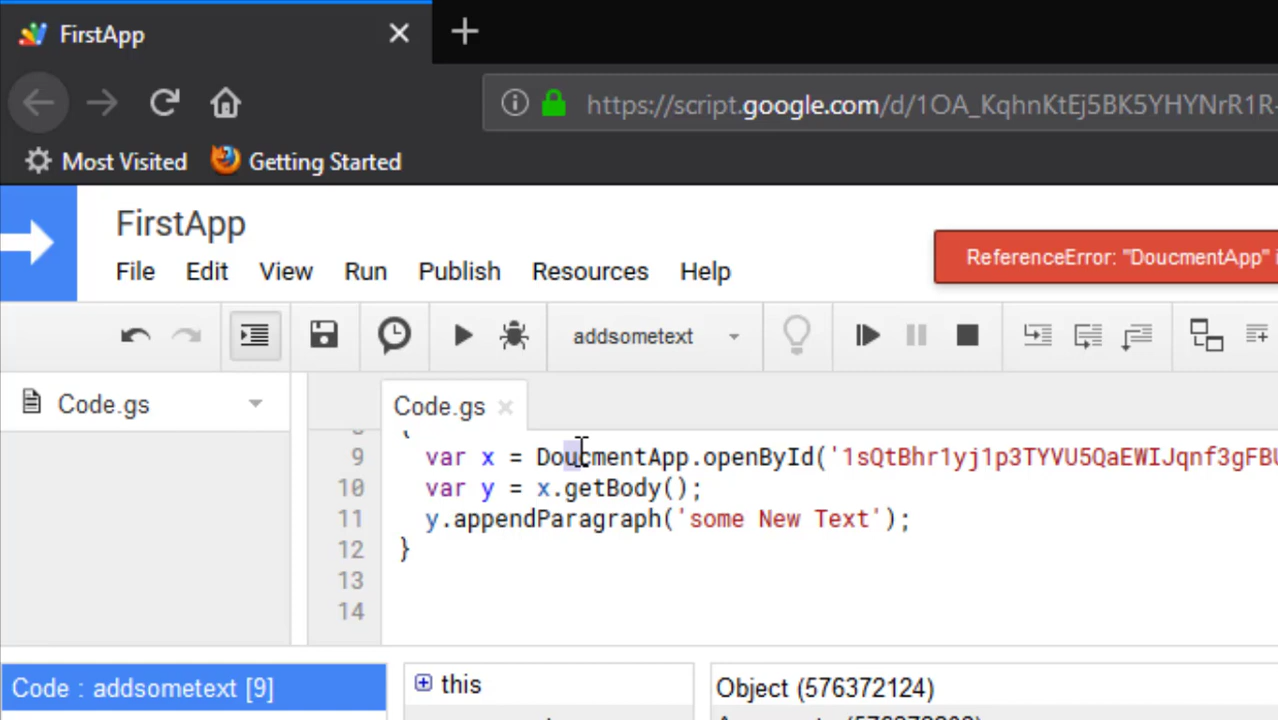 FirstApp
https://script.google.com/d/1OA_KqhnKtEj5BK5YHYNrR1R-
Most Visited Getting Started
FirstApp
ReferenceError: "DoucmentApp" i
File Edit View Run Publish Resources Help
addsometext
Code.gs
Code.gs
{
9 var x = DoucmentApp.openById('1sQtBhr1yj1p3TYVU5QaEWIJqnf3gFBU
10 var y = x.getBody();
11 y.appendParagraph('some New Text');
12 }
13
14
Code : addsometext [9]
this
Object (576372124)